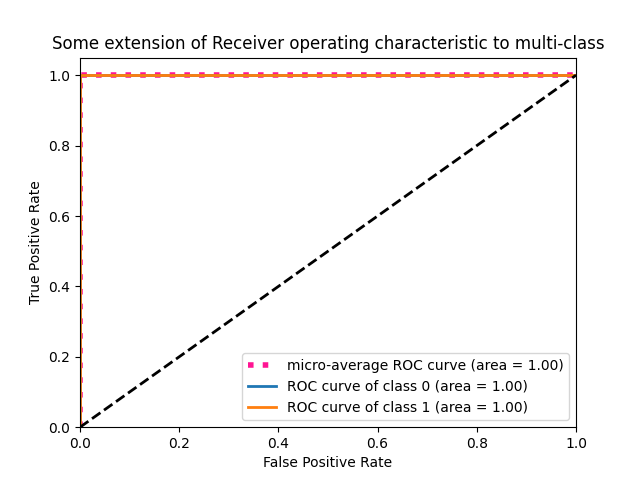 Some extension of Receiver operating characteristic to multi-class
True Positive Rate
1.0
0.8
0.6
0.4
0.2
0.0
micro-average ROC curve (area = 1.00)
ROC curve of class 0 (area = 1.00)
ROC curve of class 1 (area = 1.00)
0.0 0.2 0.4 0.6 0.8 1.0
False Positive Rate